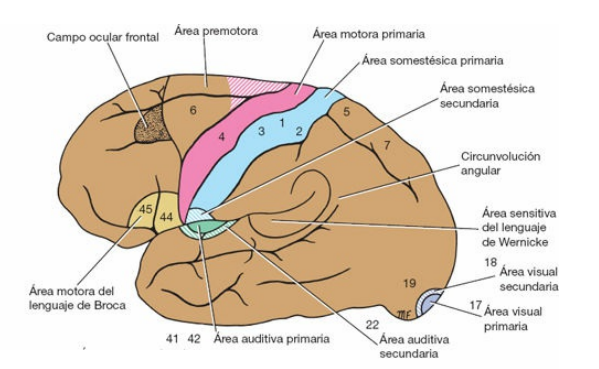 Campo ocular frontal
Área premotora
Área motora primaria
Área somestésica primaria
Área somestésica
secundaria
Circunvolución
angular
Área sensitiva
del lenguaje
de Wernicke
18
Área visual
secundaria
17
Área visual
primaria
22
Área auditiva
secundaria
Área auditiva primaria
41 42
Área motora del
lenguaje de Broca
6
4
3
1
2
5
7
45
44
19
MF